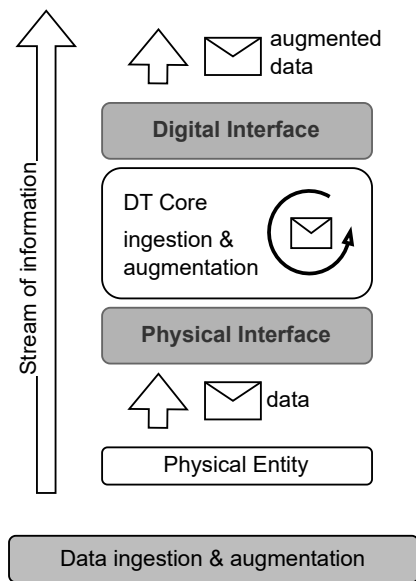 augmented
data
Digital Interface
DT Core
ingestion &
augmentation
Stream of information
Physical Interface
data
Physical Entity
Data ingestion & augmentation